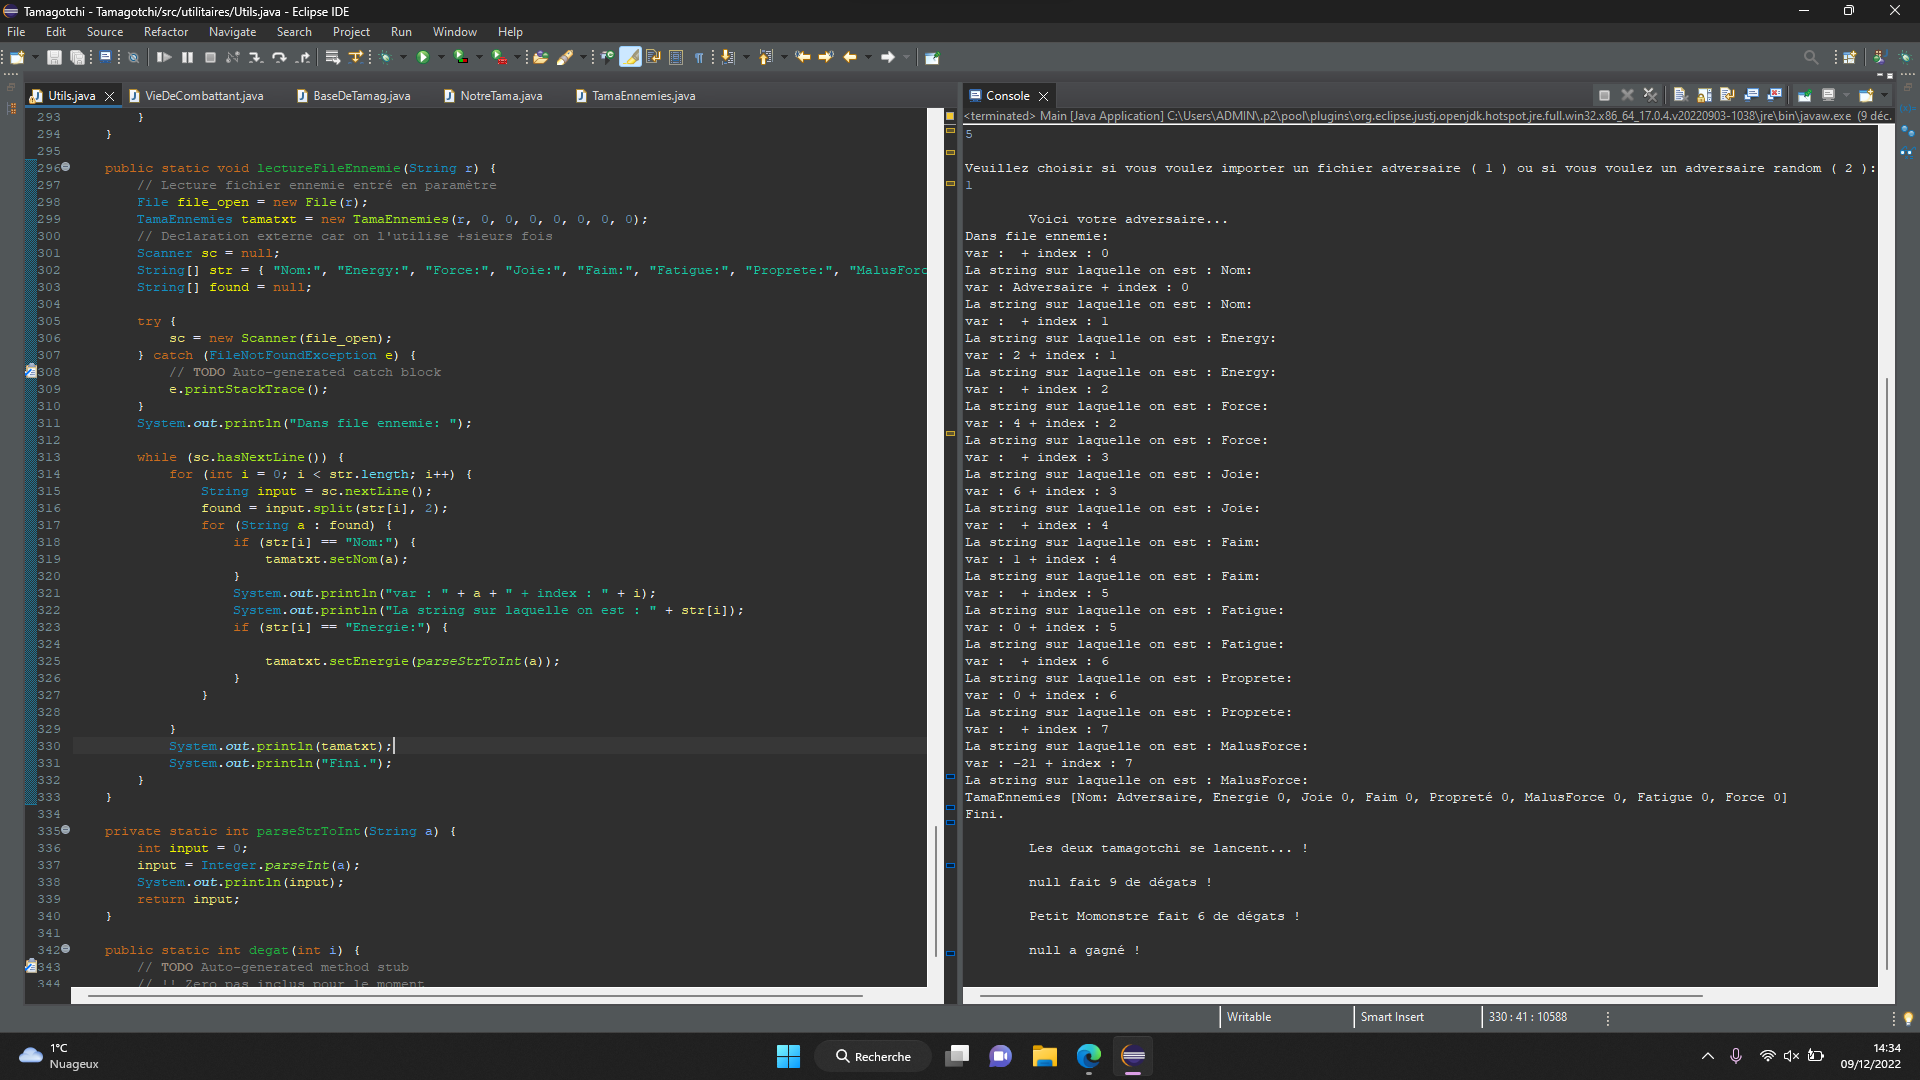 Tamagotchi - Tamagotchi/src/utilitaires/Utils.java - Eclipse IDE
File Edit Source Refactor Navigate Search Project Run Window Help
Utils.java VieDeCombattant.java BaseDeTamag.java NotreTama.java TamaEnnemies.java
293 }
294 }
295
296 public static void lectureFileEnnemie(String r) {
297 // Lecture fichier ennemie entré en paramètre
298 File file_open = new File(r);
299 TamaEnnemies tamatxt = new TamaEnnemies(r, 0, 0, 0, 0, 0, 0, 0);
300 // Declaration externe car on l'utilise +sieurs fois
301 Scanner sc = null;
302 String[] str = { "Nom:", "Energy:", "Force:", "Joie:", "Faim:", "Fatigue:", "Proprete:", "MalusForc
303 String[] found = null;
304
305 try {
306 sc = new Scanner(file_open);
307 } catch (FileNotFoundException e) {
308 // TODO Auto-generated catch block
309 e.printStackTrace();
310 }
311 System.out.println("Dans file ennemie: ");
312
313 while (sc.hasNextLine()) {
314 for (int i = 0; i < str.length; i++) {
315 String input = sc.nextLine();
316 found = input.split(str[i], 2);
317 for (String a : found) {
318 if (str[i] == "Nom:") {
319 tamatxt.setNom(a);
320 }
321 System.out.println("var : " + a + " + index : " + i);
322 System.out.println("La string sur laquelle on est : " + str[i]);
323 if (str[i] == "Energie:") {
324
325 tamatxt.setEnergie(parseStrToInt(a));
326 }
327 }
328
329 }
330 System.out.println(tamatxt);
331 System.out.println("Fini.");
332 }
333 }
334
335 private static int parseStrToInt(String a) {
336 int input = 0;
337 input = Integer.parseInt(a);
338 System.out.println(input);
339 return input;
340 }
341
342 public static int degat(int i) {
343 // TODO Auto-generated method stub
344 // !! Zero pas inclus pour le moment
Console
<terminated> Main [Java Application] C:\Users\ADMIN\.p2\pool\plugins\org.eclipse.justj.openjdk.hotspot.jre.full.win32.x86_64_17.0.4.v20220903-1038\jre\bin\javaw.exe (9 déc.
5
Veuillez choisir si vous voulez importer un fichier adversaire ( 1 ) ou si vous voulez un adversaire random ( 2 ):
1
Voici votre adversaire...
Dans file ennemie:
var :  + index : 0
La string sur laquelle on est : Nom:
var : Adversaire + index : 0
La string sur laquelle on est : Nom:
var :  + index : 1
La string sur laquelle on est : Energy:
var : 2 + index : 1
La string sur laquelle on est : Energy:
var :  + index : 2
La string sur laquelle on est : Force:
var : 4 + index : 2
La string sur laquelle on est : Force:
var :  + index : 3
La string sur laquelle on est : Joie:
var : 6 + index : 3
La string sur laquelle on est : Joie:
var :  + index : 4
La string sur laquelle on est : Faim:
var : 1 + index : 4
La string sur laquelle on est : Faim:
var :  + index : 5
La string sur laquelle on est : Fatigue:
var : 0 + index : 5
La string sur laquelle on est : Fatigue:
var :  + index : 6
La string sur laquelle on est : Proprete:
var : 0 + index : 6
La string sur laquelle on est : Proprete:
var :  + index : 7
La string sur laquelle on est : MalusForce:
var : -21 + index : 7
La string sur laquelle on est : MalusForce:
TamaEnnemies [Nom: Adversaire, Energie 0, Joie 0, Faim 0, Propreté 0, MalusForce 0, Fatigue 0, Force 0]
Fini.
Les deux tamagotchi se lancent... !
null fait 9 de dégats !
Petit Momonstre fait 6 de dégats !
null a gagné !
Writable Smart Insert 330 : 41 : 10588
1°C
Nuageux
Recherche
14:34
09/12/2022